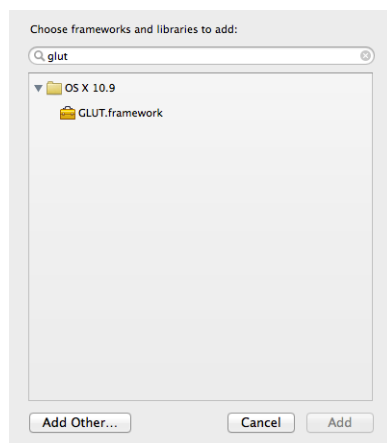 Choose frameworks and libraries to add:
glut
OS X 10.9
GLUT.framework
Add Other... Cancel Add